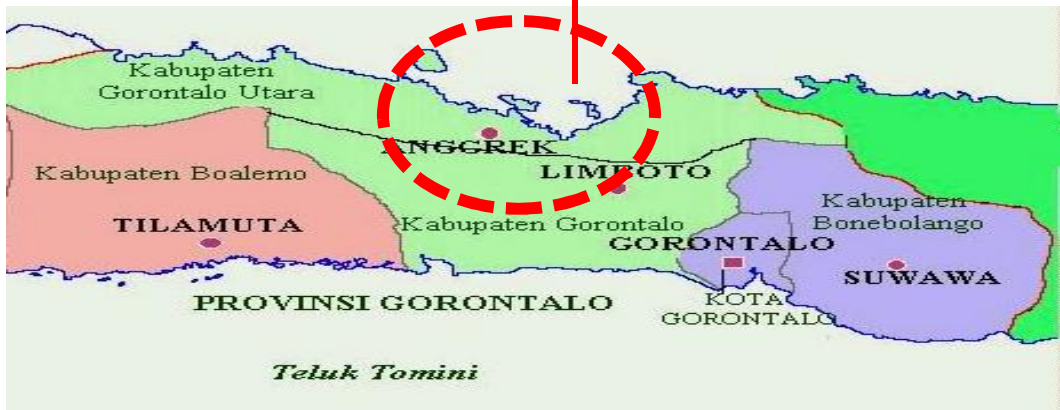 Kabupaten
Gorontalo Utara
ANGGREK
Kabupaten Boalemo
LIMBOTO
Kabupaten
Bonebolango
TILAMUTA
Kabupaten Gorontalo
GORONTALO
SUWAWA
PROVINSI GORONTALO
KOTA
GORONTALO
Teluk Tomini